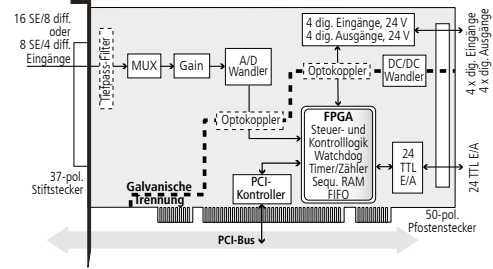 16 SE/8 diff.
oder
8 SE/4 diff.
Eingänge
Tiefpass-Filter
MUX
Gain
A/D
Wandler
4 dig. Eingänge, 24 V
4 dig. Ausgänge, 24 V
Optokoppler
DC/DC
Wandler
4 x dig. Eingänge
4 x dig. Ausgänge
Optokoppler
FPGA
Steuer- und
Kontrolllogik
Watchdog
Timer/Zähler
Sequ. RAM
FIFO
24
TTL
E/A
24 TTL E/A
37-pol.
Stiftstecker
Galvanische
Trennung
PCI-
Kontroller
50-pol.
Pfostenstecker
PCI-Bus